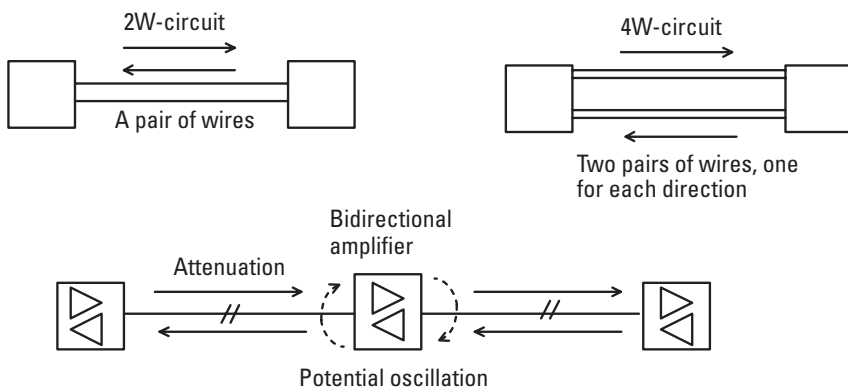 2W-circuit
A pair of wires
4W-circuit
Two pairs of wires, one
for each direction
Bidirectional
amplifier
Attenuation
Potential oscillation